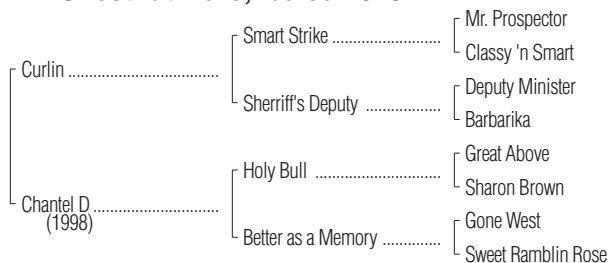 Mr. Prospector
Smart Strike ....................
Classy 'n Smart
Curlin ............................................
Deputy Minister
Sherriff's Deputy ....................
Barbarika
Great Above
Holy Bull ....................
Sharon Brown
Chantel D ....................................
(1998)
Gone West
Better as a Memory ...............
Sweet Ramblin Rose